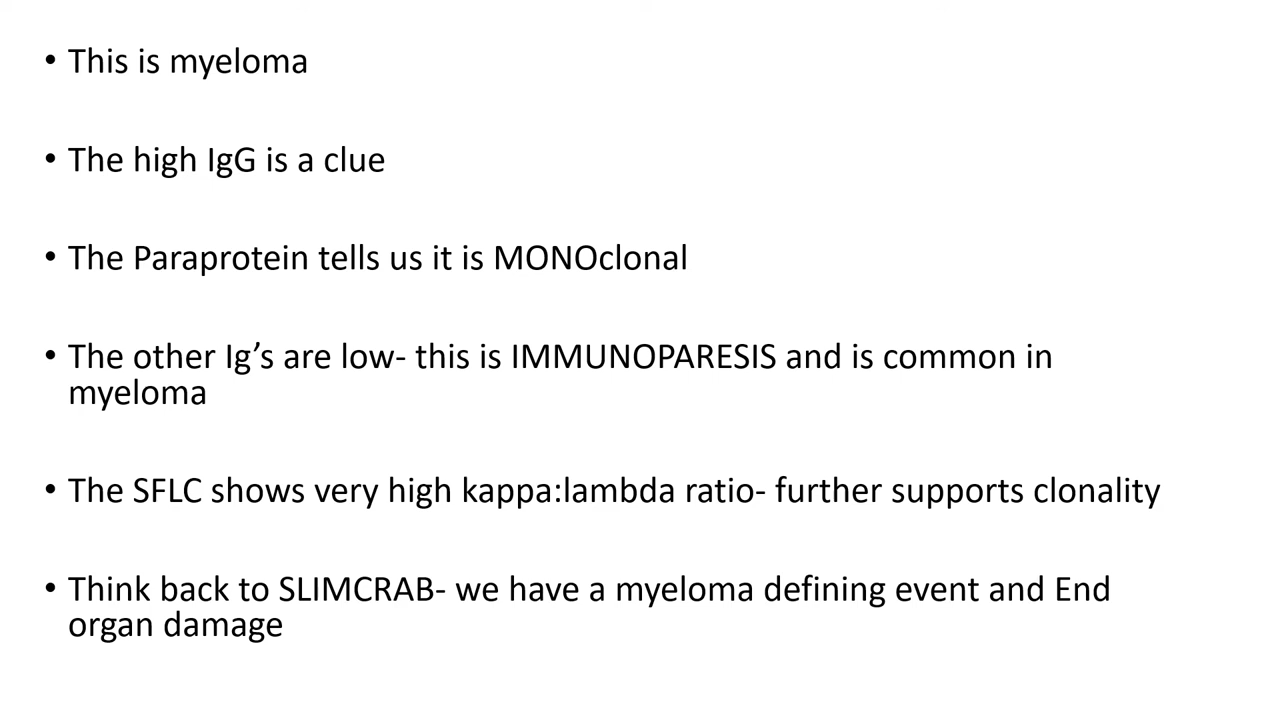 • This is myeloma
• The high IgG is a clue
• The Paraprotein tells us it is MONOclonal
• The other Ig’s are low- this is IMMUNOPARESIS and is common in
myeloma
• The SFLC shows very high kappa:lambda ratio- further supports clonality
• Think back to SLIMCRAB- we have a myeloma defining event and End
organ damage